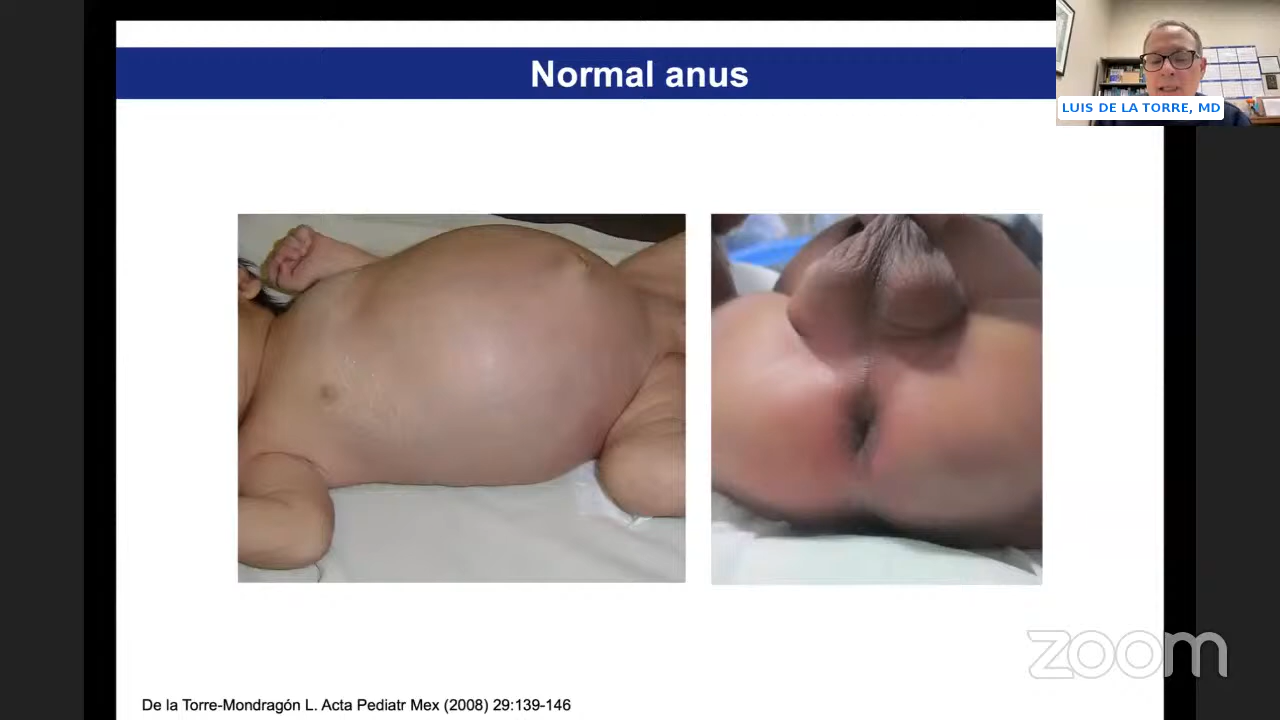 Normal anus
LUIS DE LA TORRE, MD
zoom
De la Torre-Mondragón L. Acta Pediatr Mex (2008) 29:139-146